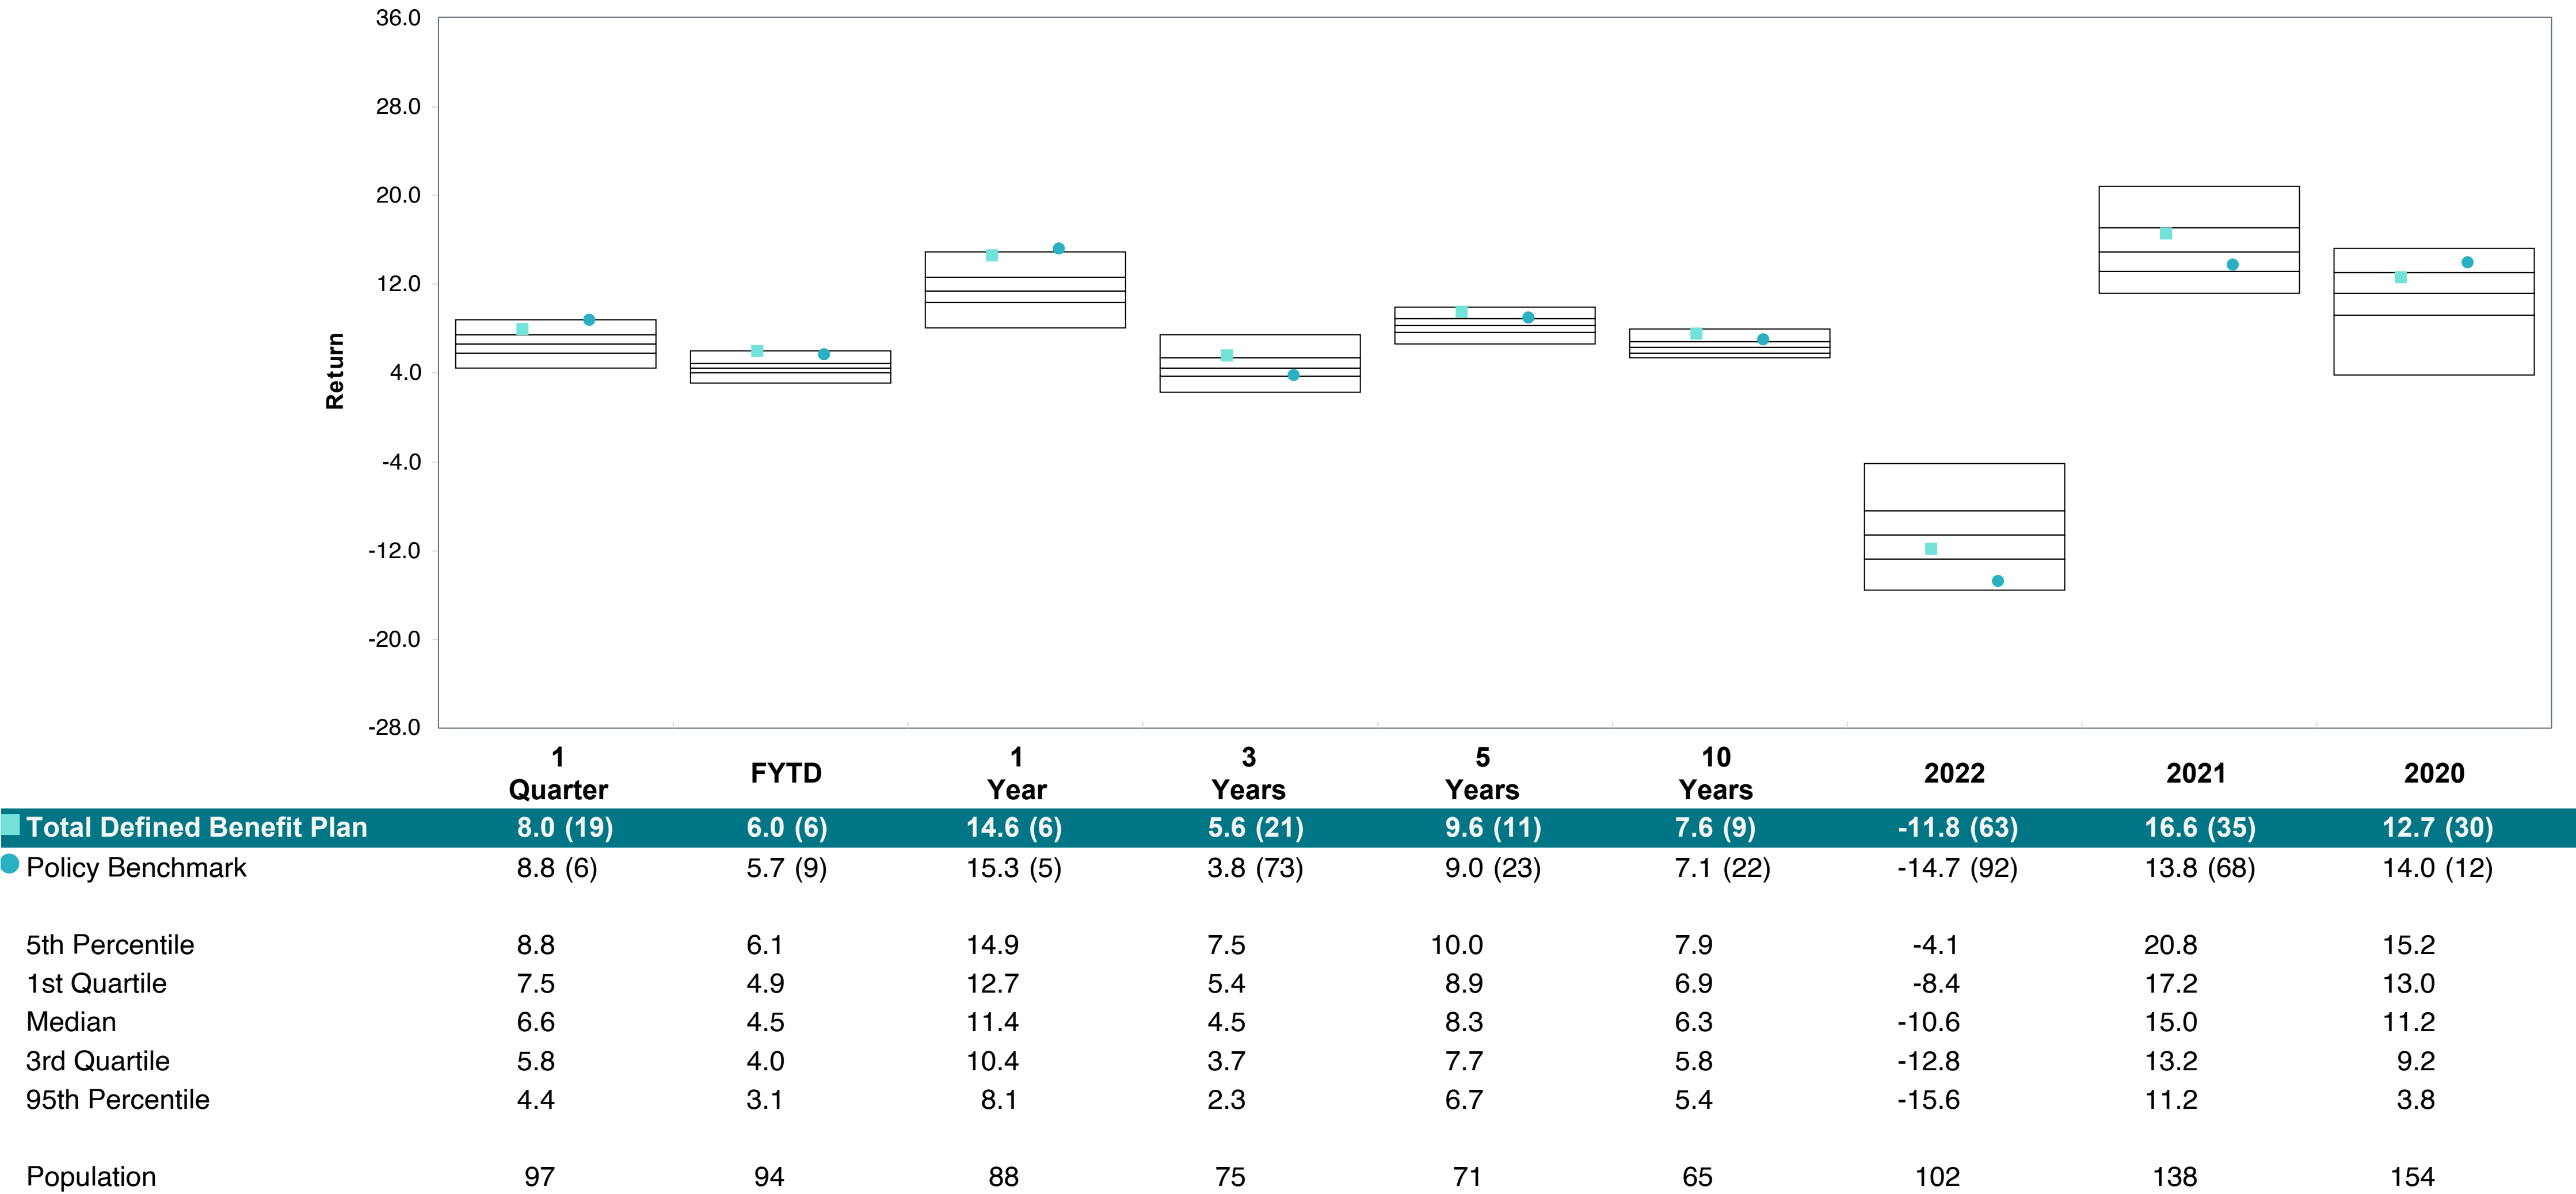 36.0
28.0
20.0
12.0
4.0
-4.0
-12.0
-20.0
-28.0
Return
1 Quarter FYTD 1 Year 3 Years 5 Years 10 Years 2022 2021 2020
Total Defined Benefit Plan 8.0 (19) 6.0 (6) 14.6 (6) 5.6 (21) 9.6 (11) 7.6 (9) -11.8 (63) 16.6 (35) 12.7 (30)
Policy Benchmark 8.8 (6) 5.7 (9) 15.3 (5) 3.8 (73) 9.0 (23) 7.1 (22) -14.7 (92) 13.8 (68) 14.0 (12)
5th Percentile 8.8 6.1 14.9 7.5 10.0 7.9 -4.1 20.8 15.2
1st Quartile 7.5 4.9 12.7 5.4 8.9 6.9 -8.4 17.2 13.0
Median 6.6 4.5 11.4 4.5 8.3 6.3 -10.6 15.0 11.2
3rd Quartile 5.8 4.0 10.4 3.7 7.7 5.8 -12.8 13.2 9.2
95th Percentile 4.4 3.1 8.1 2.3 6.7 5.4 -15.6 11.2 3.8
Population 97 94 88 75 71 65 102 138 154